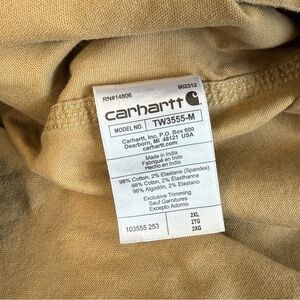 RN#14806 902312
carhartt
MODEL NO. TW3555-M
Carhartt, Inc. P.O. Box 600
Dearborn, MI 48121 USA
carhartt.com
Made in India
Fabriqué en Inde
Hecho en India
98% Cotton, 2% Elastane (Spandex)
98% Coton, 2% Élasthanne
98% Algodón, 2% Elastano
Exclusive Trimming
Sauf Garnitures
Excepto Adorno
103555 253
2XL
2TG
2XG